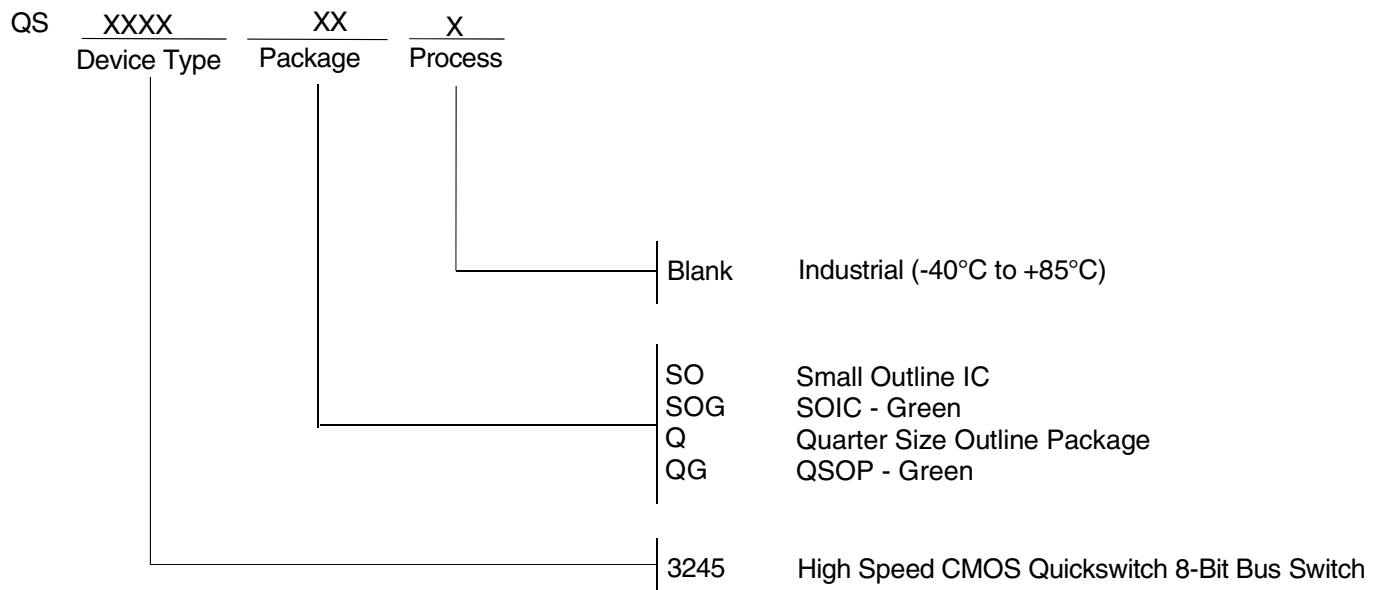 QS XXXX XX X
Device Type Package Process
Blank Industrial (-40°C to +85°C)
SO Small Outline IC
SOG SOIC - Green
Q Quarter Size Outline Package
QG QSOP - Green
3245 High Speed CMOS Quickswitch 8-Bit Bus Switch